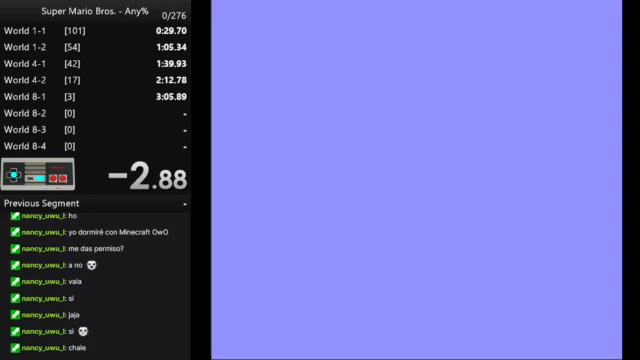 Super Mario Bros. - Any%
0/276
World 1-1 [101] 0:29.70
World 1-2 [54] 1:05.34
World 4-1 [42] 1:39.93
World 4-2 [17] 2:12.78
World 8-1 [3] 3:05.89
World 8-2 [0] -
World 8-3 [0] -
World 8-4 [0] -
−2.88
Previous Segment -
nancy_uwu_l: ho
nancy_uwu_l: yo dormiré con Minecraft OwO
nancy_uwu_l: me das permiso?
nancy_uwu_l: a no
nancy_uwu_l: vala
nancy_uwu_l: si
nancy_uwu_l: jaja
nancy_uwu_l: si
nancy_uwu_l: chale